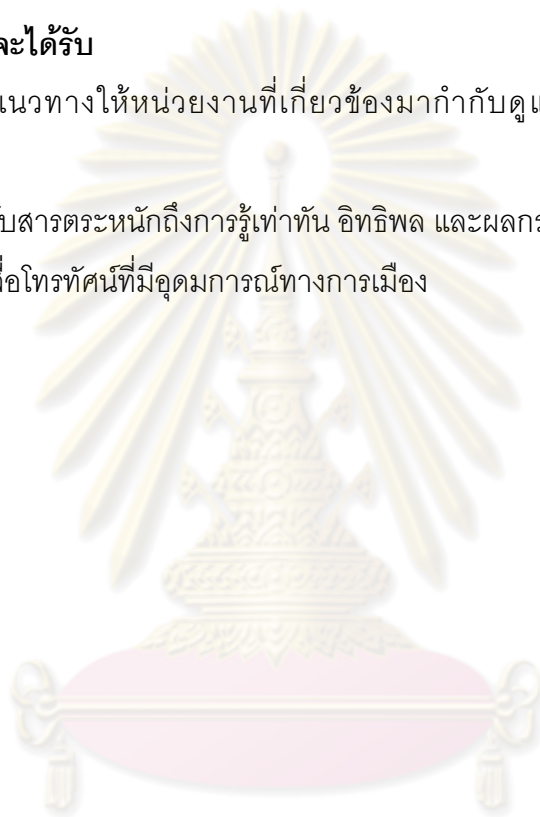 จะได้รับ
แนวทางให้หน่วยงานที่เกี่ยวข้องมากำกับดูแ
ับสารตระหนักถึงการรู้เท่าทัน อิทธิพล และผลกร
สื่อโทรทัศน์ที่มีอุดมการณ์ทางการเมือง